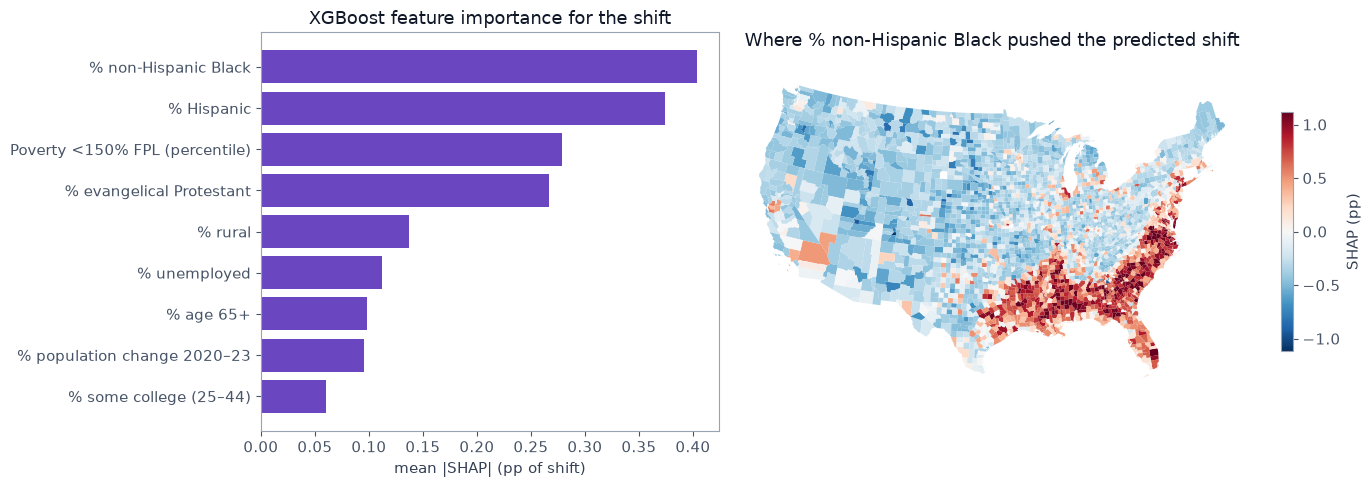 XGBoost feature importance for the shift
% non-Hispanic Black
% Hispanic
Poverty <150% FPL (percentile)
% evangelical Protestant
% rural
% unemployed
% age 65+
% population change 2020–23
% some college (25–44)
0.00 0.05 0.10 0.15 0.20 0.25 0.30 0.35 0.40
mean |SHAP| (pp of shift)
Where % non-Hispanic Black pushed the predicted shift
1.0
0.5
0.0
−0.5
−1.0
SHAP (pp)